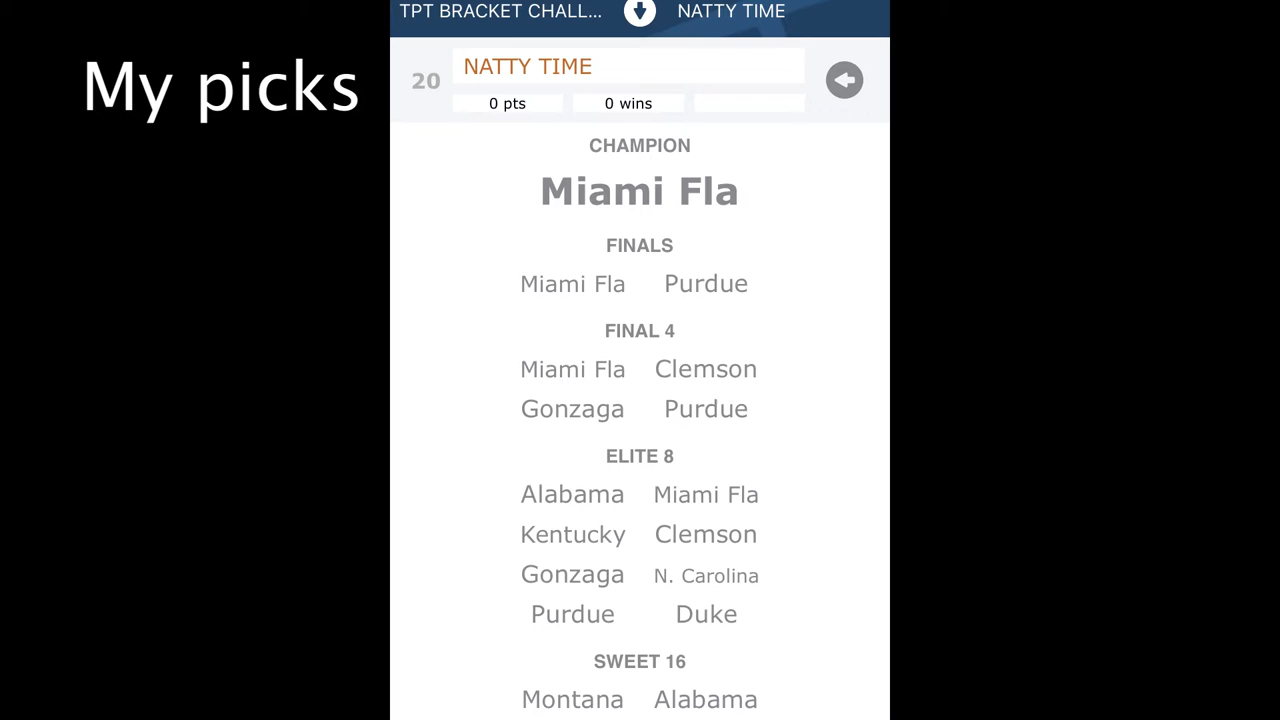 TPT BRACKET CHALL... NATTY TIME
My picks
20 NATTY TIME
0 pts 0 wins
CHAMPION
Miami Fla
FINALS
Miami Fla Purdue
FINAL 4
Miami Fla Clemson
Gonzaga Purdue
ELITE 8
Alabama Miami Fla
Kentucky Clemson
Gonzaga N. Carolina
Purdue Duke
SWEET 16
Montana Alabama